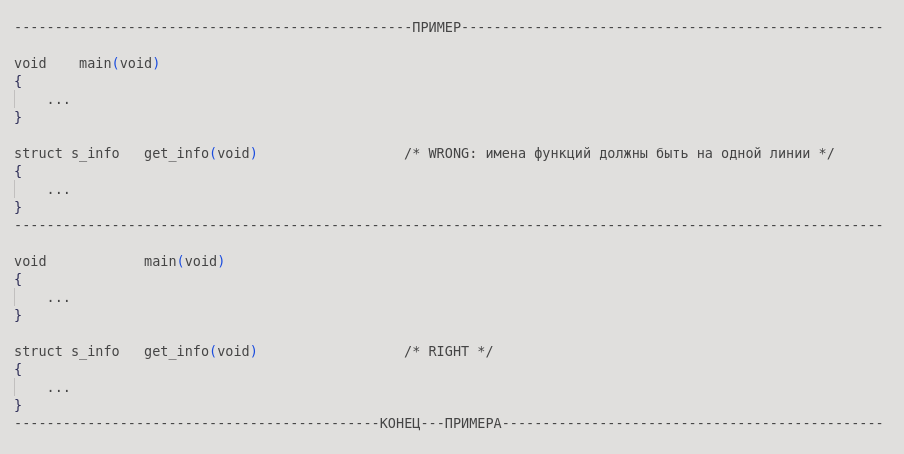 -------------------------------------------------ПРИМЕР----------------------------------------------------
void    main(void)
{
    ...
}
struct s_info   get_info(void)                  /* WRONG: имена функций должны быть на одной линии */
{
    ...
}
-----------------------------------------------------------------------------------------------------------
void            main(void)
{
    ...
}
struct s_info   get_info(void)                  /* RIGHT */
{
    ...
}
---------------------------------------------КОНЕЦ---ПРИМЕРА-----------------------------------------------